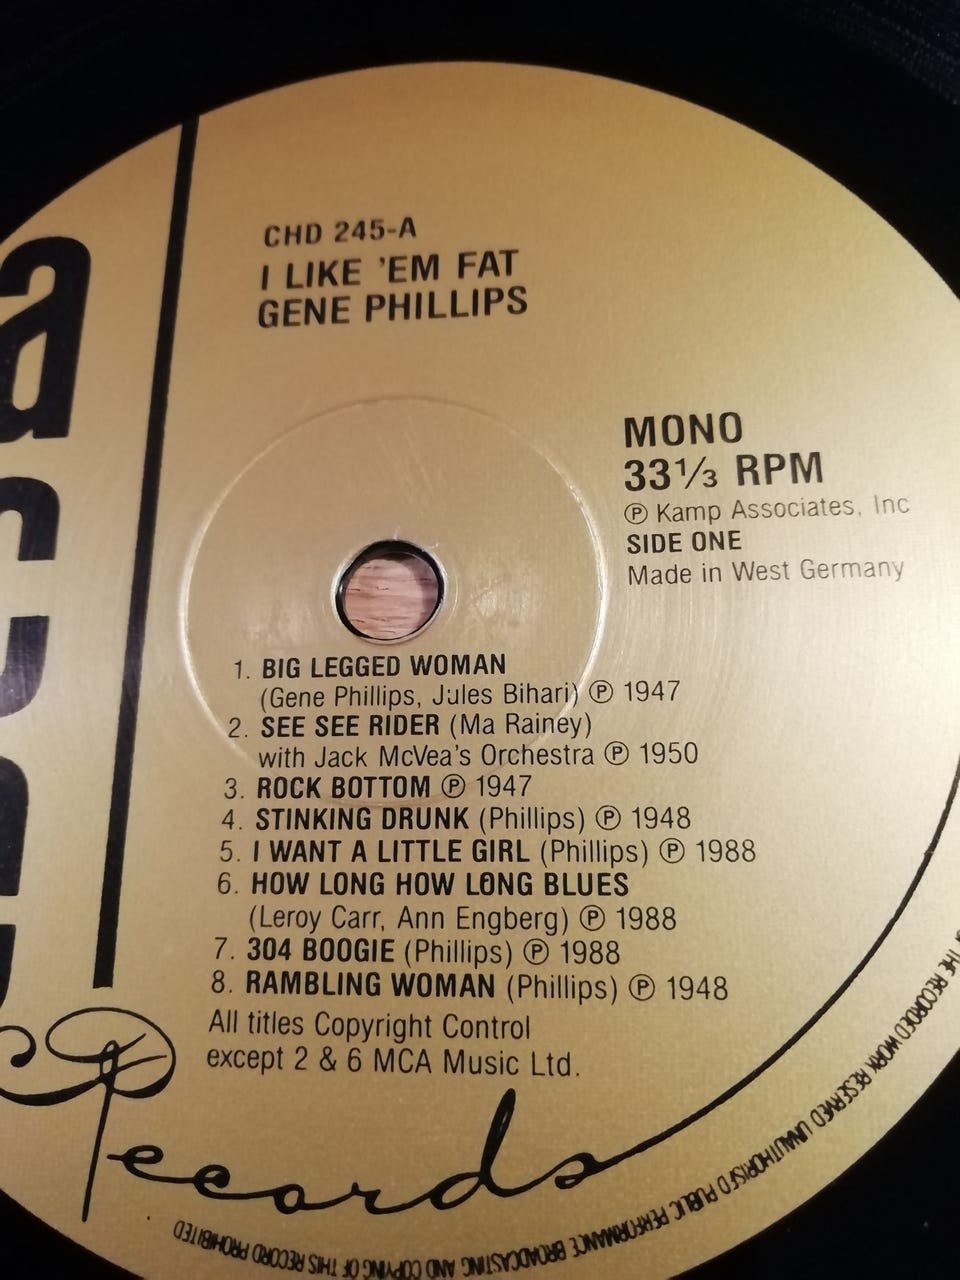 CHD 245-A
I LIKE 'EM FAT
GENE PHILLIPS
MONO
33⅓ RPM
℗ Kamp Associates, Inc
SIDE ONE
Made in West Germany
1. BIG LEGGED WOMAN
(Gene Phillips, Jules Bihari) ℗ 1947
2. SEE SEE RIDER (Ma Rainey)
with Jack McVea's Orchestra ℗ 1950
3. ROCK BOTTOM ℗ 1947
4. STINKING DRUNK (Phillips) ℗ 1948
5. I WANT A LITTLE GIRL (Phillips) ℗ 1988
6. HOW LONG HOW LONG BLUES
(Leroy Carr, Ann Engberg) ℗ 1988
7. 304 BOOGIE (Phillips) ℗ 1988
8. RAMBLING WOMAN (Phillips) ℗ 1948
All titles Copyright Control
except 2 & 6 MCA Music Ltd.
Records
THE RECORDED WORK RESERVED UNAUTHORISED PUBLIC PERFORMANCE BROADCASTING AND COPYING OF THIS RECORD PROHIBITED